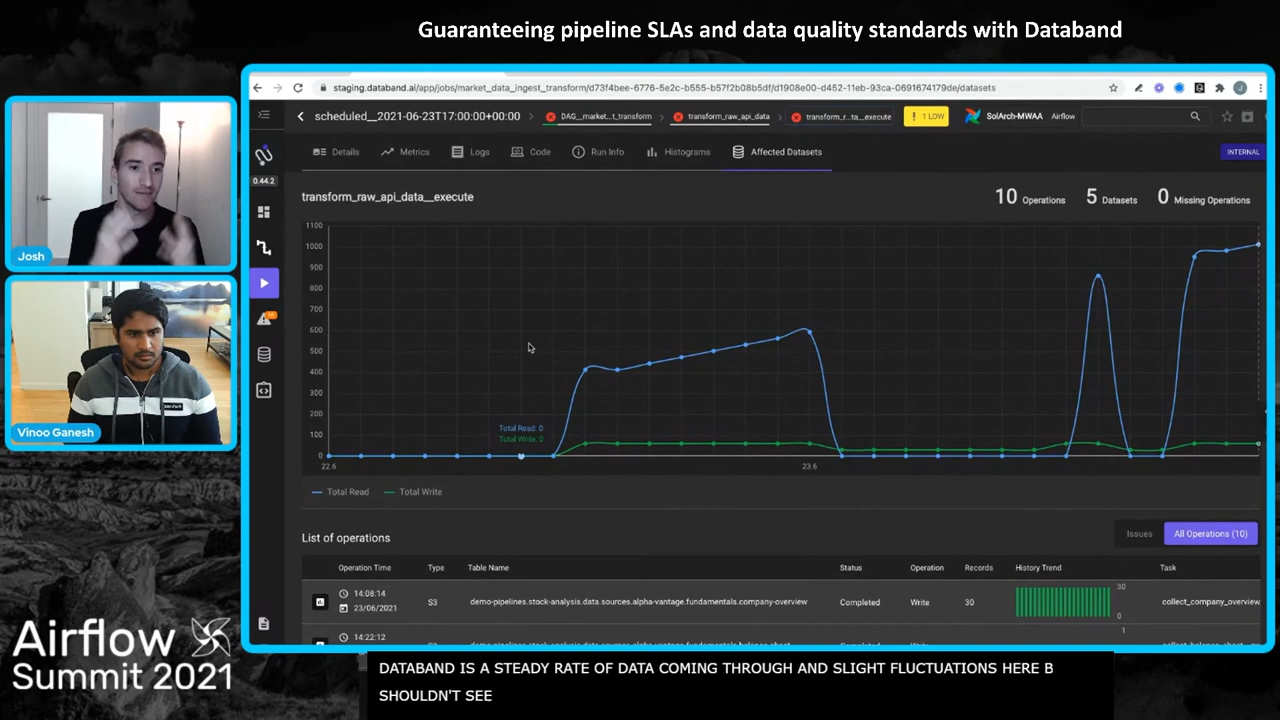 Guaranteeing pipeline SLAs and data quality standards with Databand
staging.databand.ai/app/jobs/market_data_ingest_transform/d73f4bee-6776-5e2c-b555-b57f2b08b5df/d1908e00-d452-11eb-93ca-0691674179de/datasets
scheduled__2021-06-23T17:00:00+00:00 DAG__market...t_transform transform_raw_api_data transform_r...ta__execute 1 LOW SolArch-MWAA Airflow
0.44.2
Details Metrics Logs Code Run Info Histograms Affected Datasets INTERNAL
transform_raw_api_data__execute 10 Operations 5 Datasets 0 Missing Operations
1100
1000
900
800
700
600
500
400
300
200
100
0
Total Read: 0
Total Write: 0
22.6 23.6
Total Read Total Write
List of operations Issues All Operations (10)
Operation Time Type Table Name Status Operation Records History Trend Task
14:08:14
23/06/2021
S3 demo-pipelines.stock-analysis.data.sources.alpha-vantage.fundamentals.company-overview Completed Write 30 30 0 collect_company_overview
14:22:12 1
Josh
Vinoo Ganesh
Airflow
Summit 2021
DATABAND IS A STEADY RATE OF DATA COMING THROUGH AND SLIGHT FLUCTUATIONS HERE B
SHOULDN'T SEE